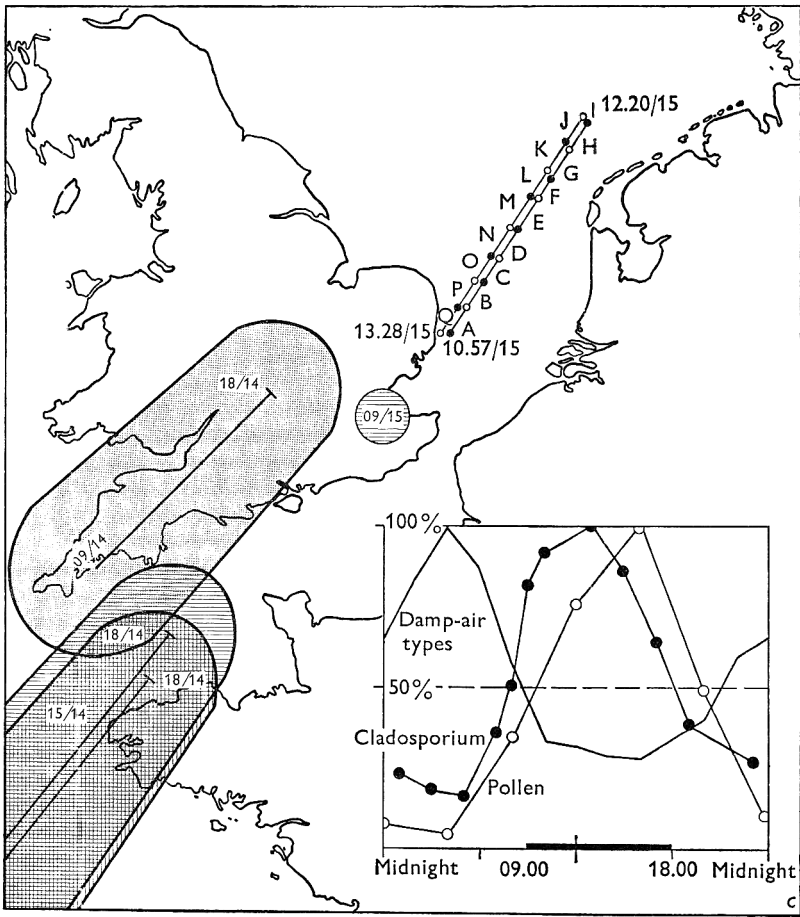 I 12.20/15
J
K
H
L
G
M
F
N
E
O
D
P
C
Q
B
13.28/15
A
10.57/15
18/14
09/15
09/14
18/14
18/14
15/14
100%
Damp-air
types
50%
Cladosporium
Pollen
Midnight
09.00
18.00
Midnight
c